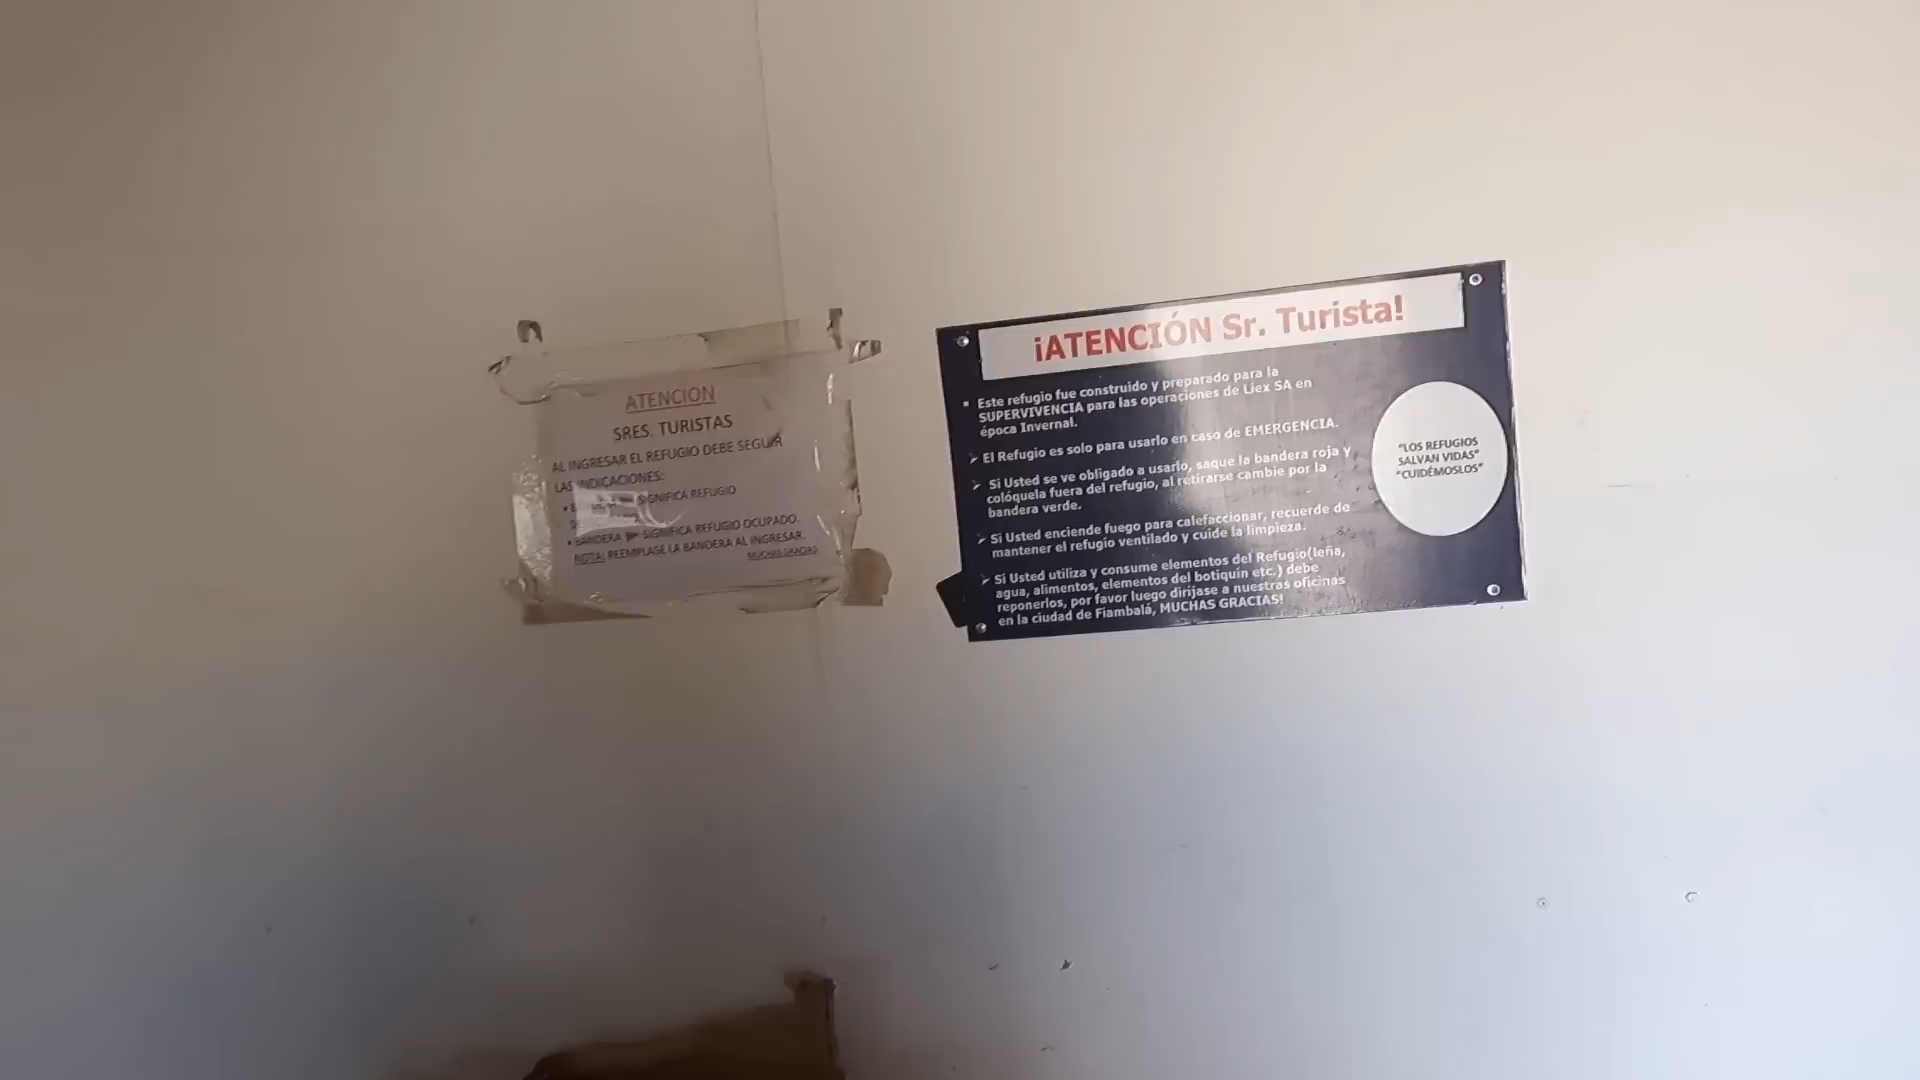 ATENCION
SRES. TURISTAS
AL INGRESAR EL REFUGIO DEBE SEGUIR
LAS INDICACIONES:
SIGNIFICA REFUGIO
• BANDERA SIGNIFICA REFUGIO OCUPADO.
NOTA: REEMPLASE LA BANDERA AL INGRESAR.
MUCHAS GRACIAS
¡ATENCIÓN Sr. Turista!
▪ Este refugio fue construido y preparado para la
SUPERVIVENCIA para las operaciones de Liex SA en
época Invernal.
➤ El Refugio es solo para usarlo en caso de EMERGENCIA.
➤ Si Usted se ve obligado a usarlo, saque la bandera roja y
colóquela fuera del refugio, al retirarse cambie por la
bandera verde.
➤ Si Usted enciende fuego para calefaccionar, recuerde de
mantener el refugio ventilado y cuide la limpieza.
➤ Si Usted utiliza y consume elementos del Refugio(leña,
agua, alimentos, elementos del botiquín etc.) debe
reponerlos, por favor luego dirijase a nuestras oficinas
en la ciudad de Fiambalá, MUCHAS GRACIAS!
"LOS REFUGIOS
SALVAN VIDAS"
"CUIDÉMOSLOS"